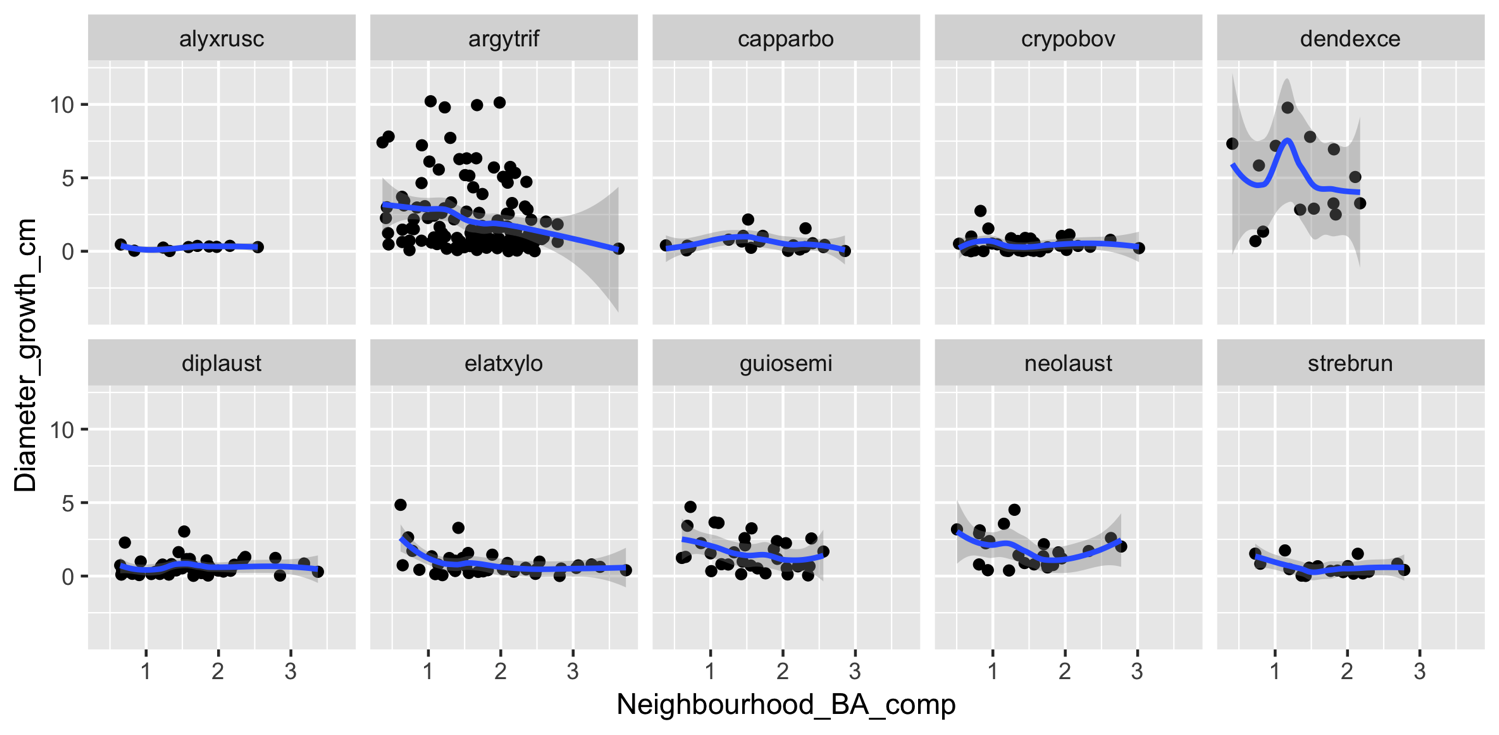 alyxrusc argytrif capparbo crypobov dendexce
10
5
0
Diameter_growth_cm
diplaust elatxylo guiosemi neolaust strebrun
10
5
0
1 2 3 1 2 3 1 2 3 1 2 3 1 2 3
Neighbourhood_BA_comp